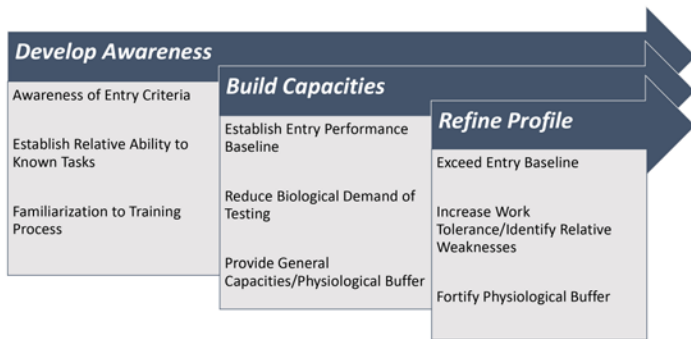 Develop Awareness
Awareness of Entry Criteria
Establish Relative Ability to
Known Tasks
Familiarization to Training
Process
Build Capacities
Establish Entry Performance
Baseline
Reduce Biological Demand of
Testing
Provide General
Capacities/Physiological Buffer
Refine Profile
Exceed Entry Baseline
Increase Work
Tolerance/Identify Relative
Weaknesses
Fortify Physiological Buffer